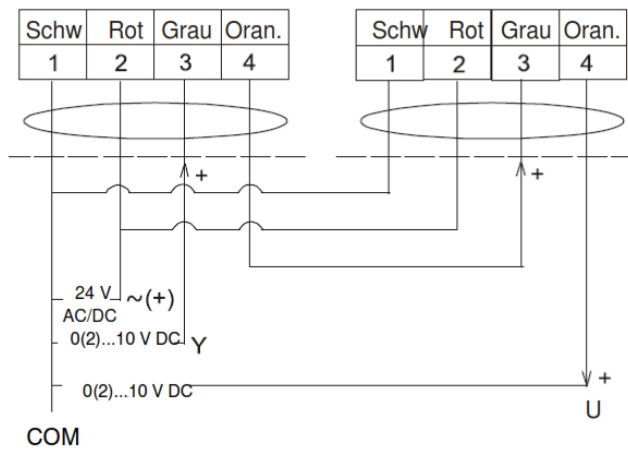 Schw Rot Grau Oran. Schw Rot Grau Oran.
1 2 3 4 1 2 3 4
+ +
24 V ~(+)
AC/DC
0(2)...10 V DC Y
0(2)...10 V DC +
U
COM